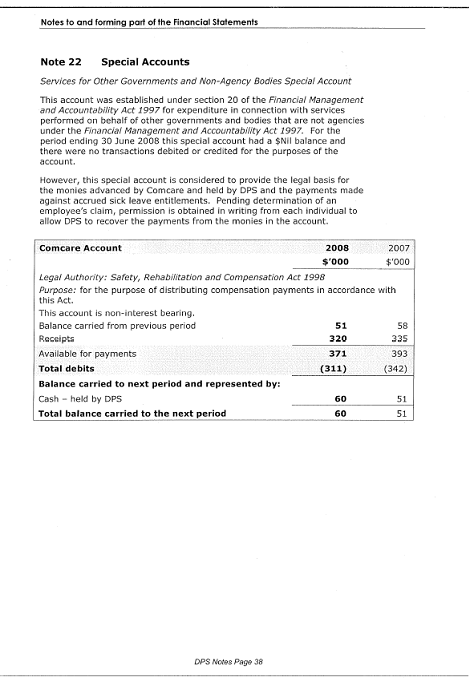 Notes to and forming part of the Financial Statements
Note 22 Special Accounts
Services for Other Governments and Non-Agency Bodies Special Account
This account was established under section 20 of the Financial Management
and Accountability Act 1997 for expenditure in connection with services
performed on behalf of other governments and bodies that are not agencies
under the Financial Management and Accountability Act 1997. For the
period ending 30 June 2008 this special account had a $Nil balance and
there were no transactions debited or credited for the purposes of the
account.
However, this special account is considered to provide the legal basis for
the monies advanced by Comcare and held by DPS and the payments made
against accrued sick leave entitlements. Pending determination of an
employee's claim, permission is obtained in writing from each individual to
allow DPS to recover the payments from the monies in the account.
Comcare Account 2008 2007
$'000 $'000
Legal Authority: Safety, Rehabilitation and Compensation Act 1998
Purpose: for the purpose of distributing compensation payments in accordance with
this Act.
This account is non-interest bearing.
Balance carried from previous period 51 58
Receipts 320 335
Available for payments 371 393
Total debits (311) (342)
Balance carried to next period and represented by:
Cash – held by DPS 60 51
Total balance carried to the next period 60 51
DPS Notes Page 38